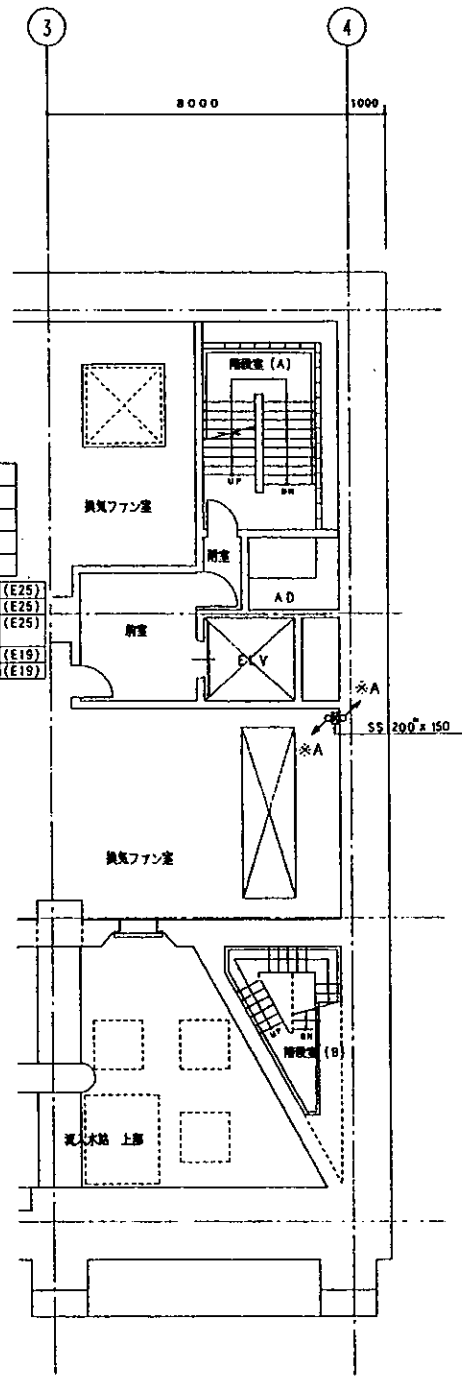 3
4
8000
1000
階段室 (A)
UP
DN
換気ファン室
附室
AD
(E25)
(E25)
(E25)
(E19)
(E19)
前室
ELV
※A
SS 200^W x 150
※A
換気ファン室
UP
DN
階段室 (B)
流入水路 上部